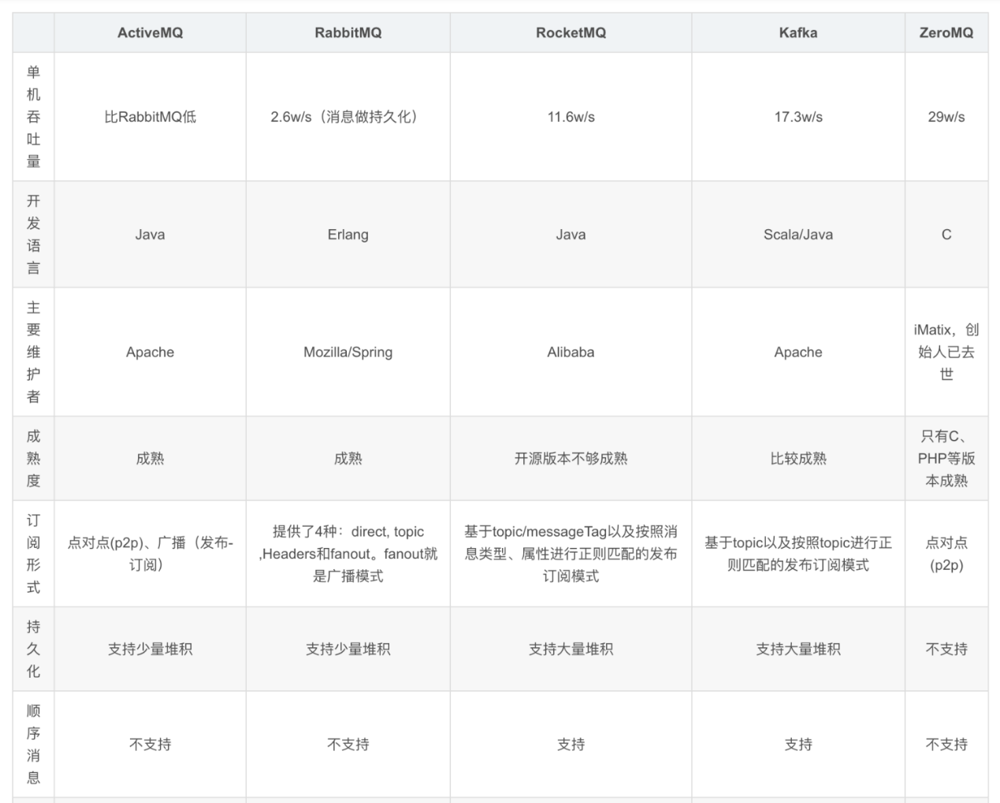 ActiveMQ RabbitMQ RocketMQ Kafka ZeroMQ
单机吞吐量 比RabbitMQ低 2.6w/s（消息做持久化） 11.6w/s 17.3w/s 29w/s
开发语言 Java Erlang Java Scala/Java C
主要维护者 Apache Mozilla/Spring Alibaba Apache
iMatix，创
始人已去
世
成熟度 成熟 成熟 开源版本不够成熟 比较成熟
只有C、
PHP等版
本成熟
订阅形式
点对点(p2p)、广播（发布-
订阅）
提供了4种：direct, topic
,Headers和fanout。fanout就
是广播模式
基于topic/messageTag以及按照消
息类型、属性进行正则匹配的发布
订阅模式
基于topic以及按照topic进行正
则匹配的发布订阅模式
点对点
(p2p)
持久化 支持少量堆积 支持少量堆积 支持大量堆积 支持大量堆积 不支持
顺序消息 不支持 不支持 支持 支持 不支持